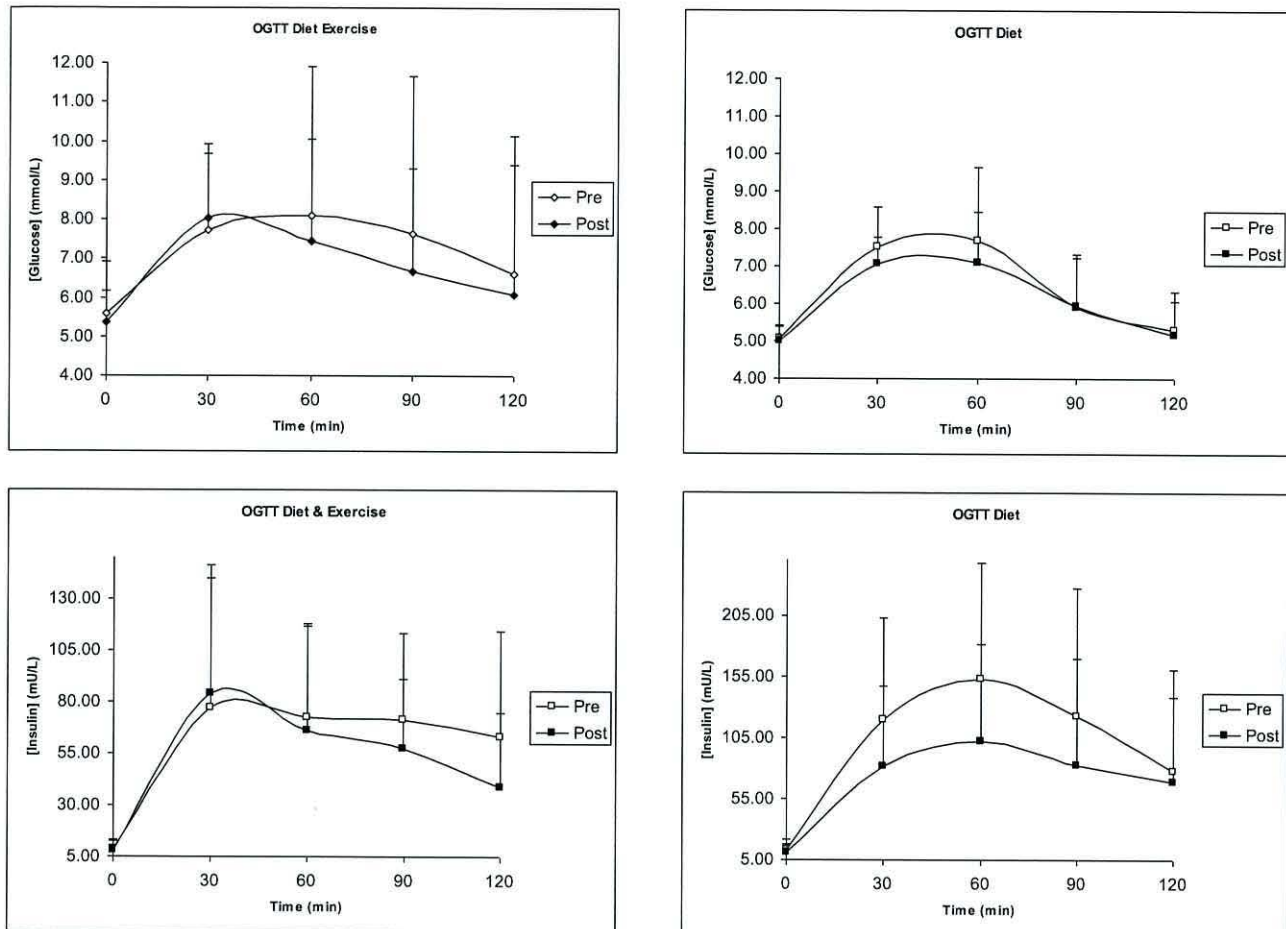 OGTT Diet Exercise
12.00
11.00
10.00
9.00
8.00
7.00
6.00
5.00
4.00
[Glucose] (mmol/L)
0 30 60 90 120
Time (min)
Pre
Post
OGTT Diet
12.00
11.00
10.00
9.00
8.00
7.00
6.00
5.00
4.00
[Glucose] (mmol/L)
0 30 60 90 120
Time (min)
Pre
Post
OGTT Diet & Exercise
130.00
105.00
80.00
55.00
30.00
5.00
[Insulin] (mU/L)
0 30 60 90 120
Time (min)
Pre
Post
OGTT Diet
205.00
155.00
105.00
55.00
5.00
[Insulin] (mU/L)
0 30 60 90 120
Time (min)
Pre
Post